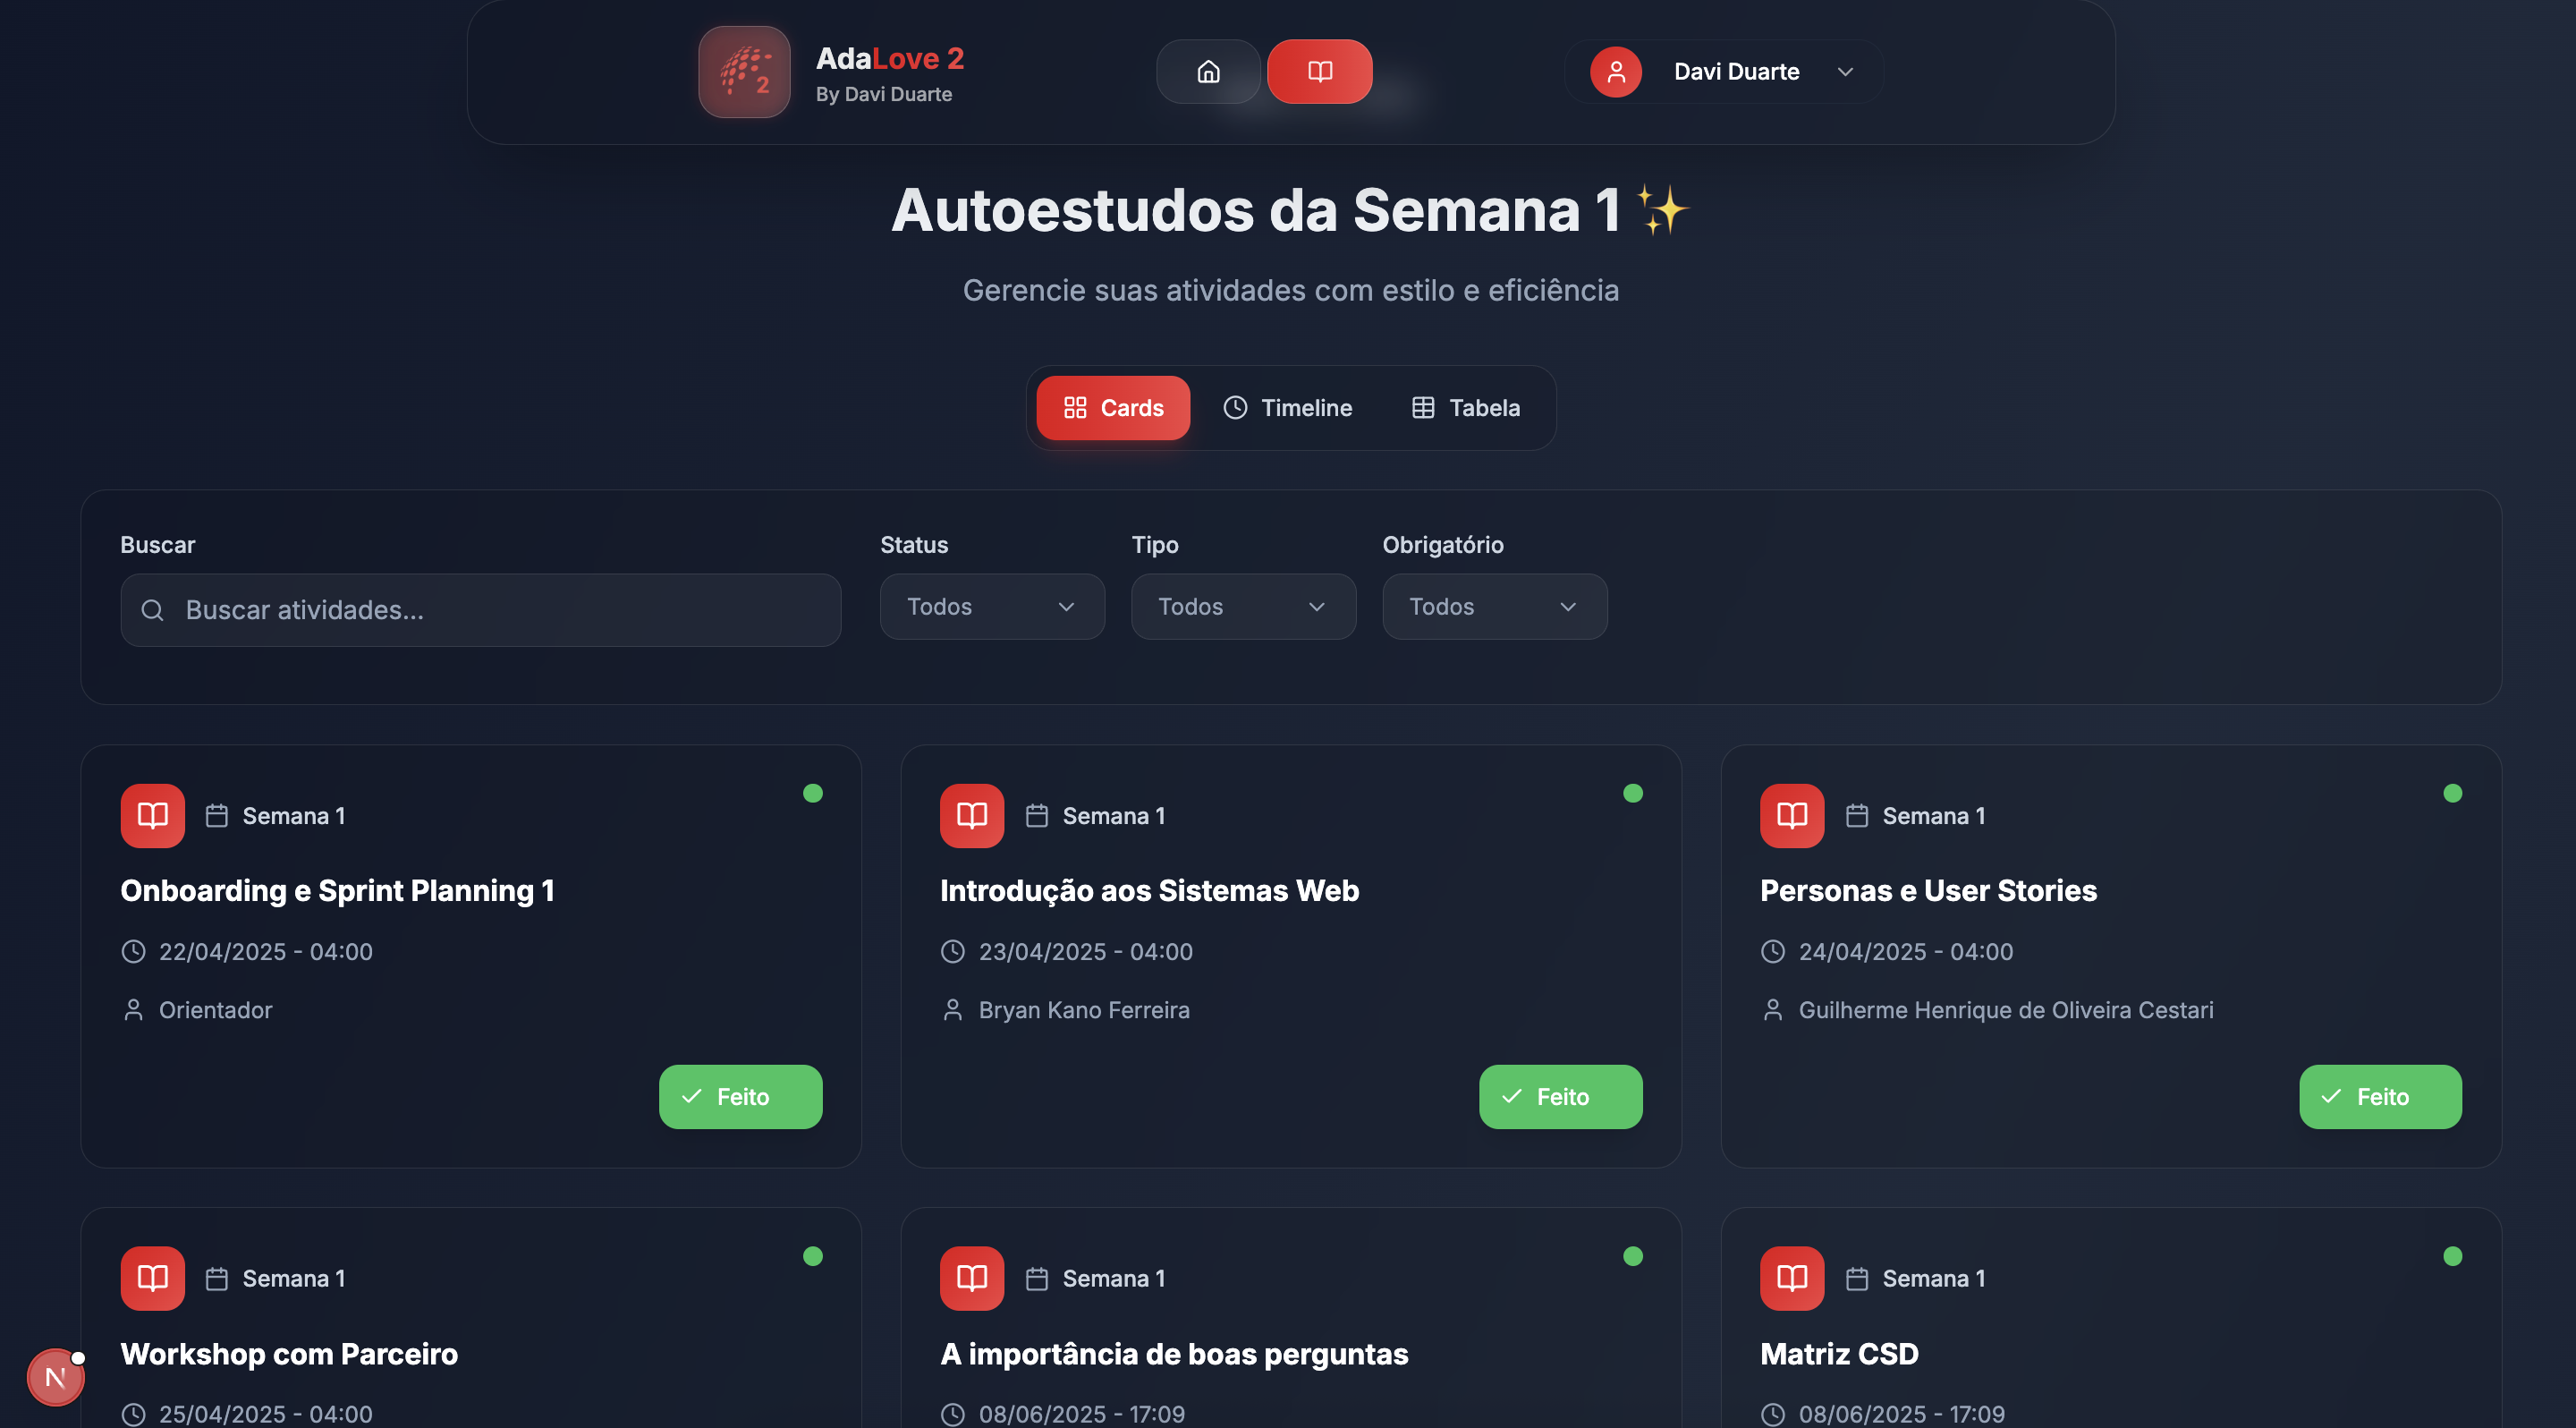 AdaLove 2
By Davi Duarte
2
Davi Duarte
Autoestudos da Semana 1 ✨
Gerencie suas atividades com estilo e eficiência
Cards
Timeline
Tabela
Buscar
Status
Tipo
Obrigatório
Buscar atividades...
Todos
Todos
Todos
Semana 1
Onboarding e Sprint Planning 1
22/04/2025 - 04:00
Orientador
Feito
Semana 1
Introdução aos Sistemas Web
23/04/2025 - 04:00
Bryan Kano Ferreira
Feito
Semana 1
Personas e User Stories
24/04/2025 - 04:00
Guilherme Henrique de Oliveira Cestari
Feito
Semana 1
Workshop com Parceiro
25/04/2025 - 04:00
Semana 1
A importância de boas perguntas
08/06/2025 - 17:09
Semana 1
Matriz CSD
08/06/2025 - 17:09
N